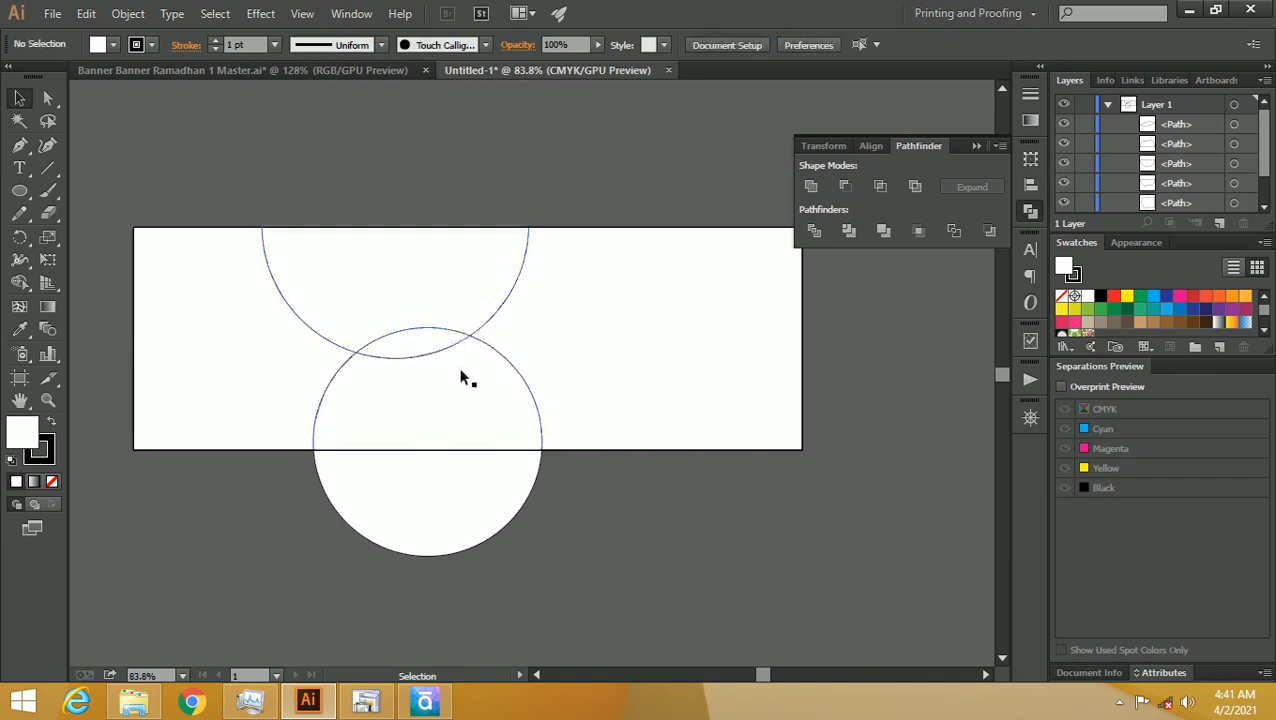 Ai File Edit Object Type Select Effect View Window Help Br St Printing and Proofing
No Selection Stroke: 1 pt Uniform Touch Callig... Opacity: 100% Style: Document Setup Preferences
Banner Banner Ramadhan 1 Master.ai* @ 128% (RGB/GPU Preview) × Untitled-1* @ 83.8% (CMYK/GPU Preview) ×
Layers Info Links Libraries Artboards
Layer 1
<Path>
<Path>
<Path>
<Path>
<Path>
1 Layer
Transform Align Pathfinder
Shape Modes:
Expand
Pathfinders:
Swatches Appearance
Separations Preview
Overprint Preview
CMYK
Cyan
Magenta
Yellow
Black
Show Used Spot Colors Only
Document Info Attributes
83.8% 1 Selection
Ai
4:41 AM
4/2/2021